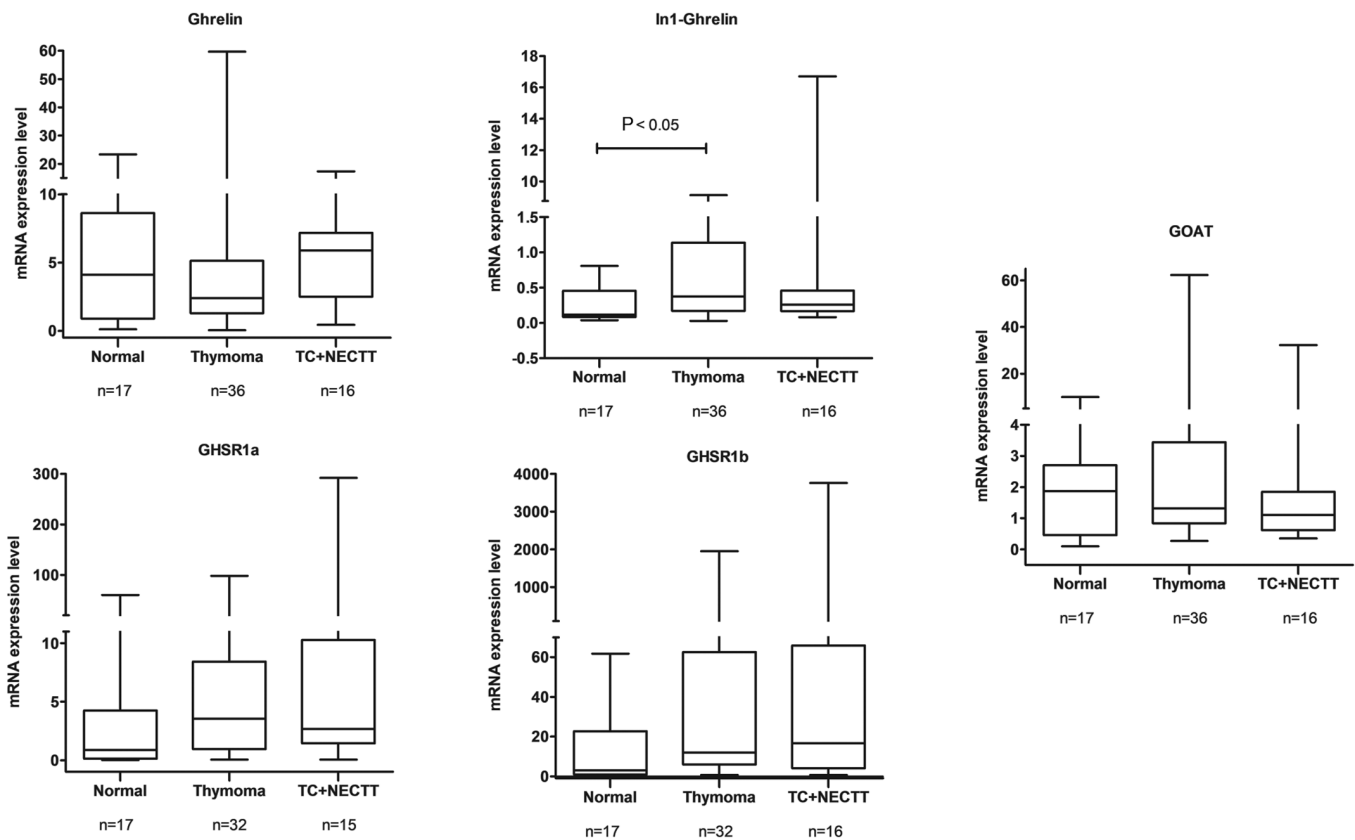 Ghrelin
mRNA expression level
60
50
40
30
20
10
5
0
Normal Thymoma TC+NECTT
n=17 n=36 n=16
In1-Ghrelin
mRNA expression level
18
16
14
12
10
1.5
1.0
0.5
0.0
-0.5
P < 0.05
Normal Thymoma TC+NECTT
n=17 n=36 n=16
GHSR1a
mRNA expression level
300
200
100
10
5
0
Normal Thymoma TC+NECTT
n=17 n=32 n=15
GHSR1b
mRNA expression level
4000
3000
2000
1000
60
40
20
0
Normal Thymoma TC+NECTT
n=17 n=32 n=16
GOAT
mRNA expression level
60
40
20
4
3
2
1
0
Normal Thymoma TC+NECTT
n=17 n=36 n=16